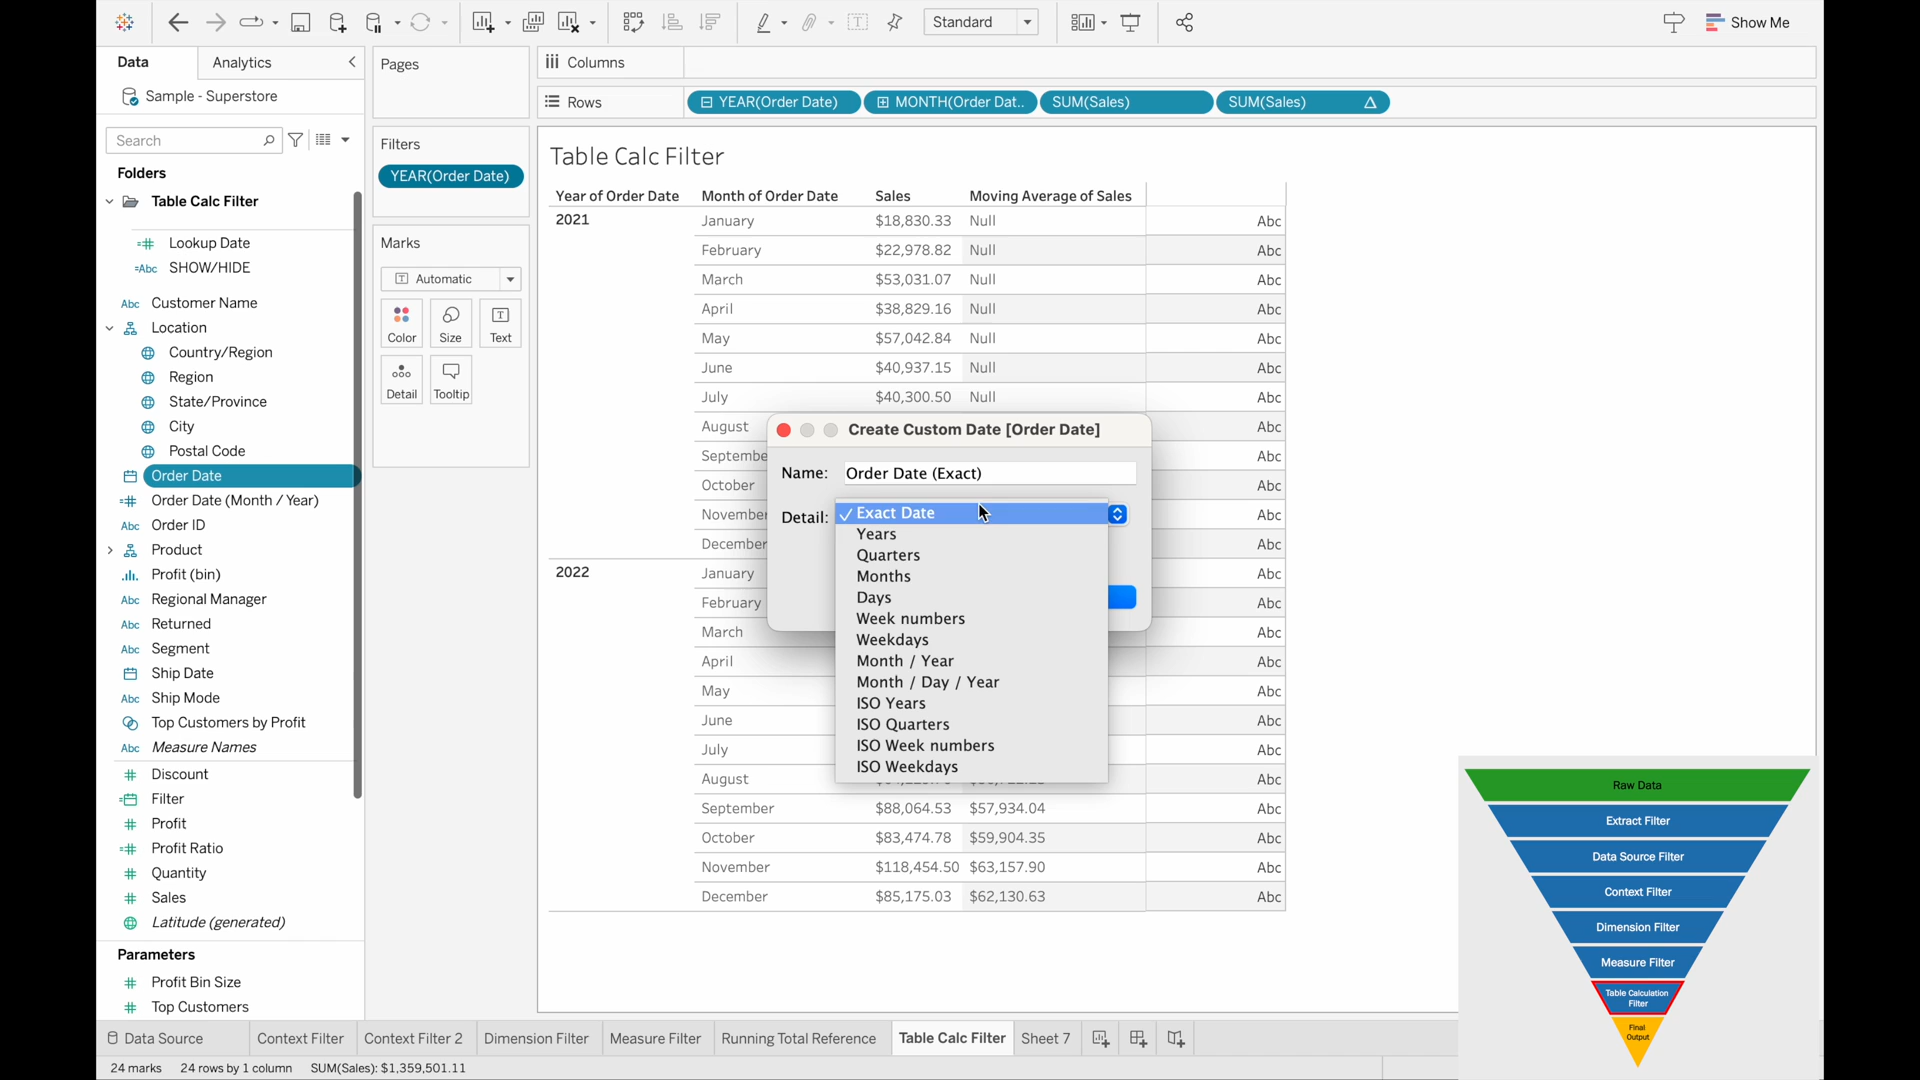 Standard
Show Me
Data
Analytics
Sample - Superstore
Search
Folders
Table Calc Filter
Lookup Date
=Abc SHOW/HIDE
Abc Customer Name
Location
Country/Region
Region
State/Province
City
Postal Code
Order Date
Order Date (Month / Year)
Abc Order ID
Product
Profit (bin)
Abc Regional Manager
Abc Returned
Abc Segment
Ship Date
Abc Ship Mode
Top Customers by Profit
Abc Measure Names
Discount
Filter
Profit
Profit Ratio
Quantity
Sales
Latitude (generated)
Parameters
Profit Bin Size
Top Customers
Pages
Filters
YEAR(Order Date)
Marks
Automatic
Color Size Text
Detail Tooltip
Columns
Rows YEAR(Order Date) MONTH(Order Dat.. SUM(Sales) SUM(Sales)
Table Calc Filter
Year of Order Date Month of Order Date Sales Moving Average of Sales
2021 January $18,830.33 Null Abc
February $22,978.82 Null Abc
March $53,031.07 Null Abc
April $38,829.16 Null Abc
May $57,042.84 Null Abc
June $40,937.15 Null Abc
July $40,300.50 Null Abc
August Abc
Septembe Abc
October Abc
November Abc
December Abc
2022 January Abc
February Abc
March Abc
April Abc
May Abc
June Abc
July Abc
August Abc
September $88,064.53 $57,934.04 Abc
October $83,474.78 $59,904.35 Abc
November $118,454.50 $63,157.90 Abc
December $85,175.03 $62,130.63 Abc
Create Custom Date [Order Date]
Name: Order Date (Exact)
Detail: ✓ Exact Date
Years
Quarters
Months
Days
Week numbers
Weekdays
Month / Year
Month / Day / Year
ISO Years
ISO Quarters
ISO Week numbers
ISO Weekdays
Raw Data
Extract Filter
Data Source Filter
Context Filter
Dimension Filter
Measure Filter
Table Calculation
Filter
Final
Output
Data Source Context Filter Context Filter 2 Dimension Filter Measure Filter Running Total Reference Table Calc Filter Sheet 7
24 marks 24 rows by 1 column SUM(Sales): $1,359,501.11